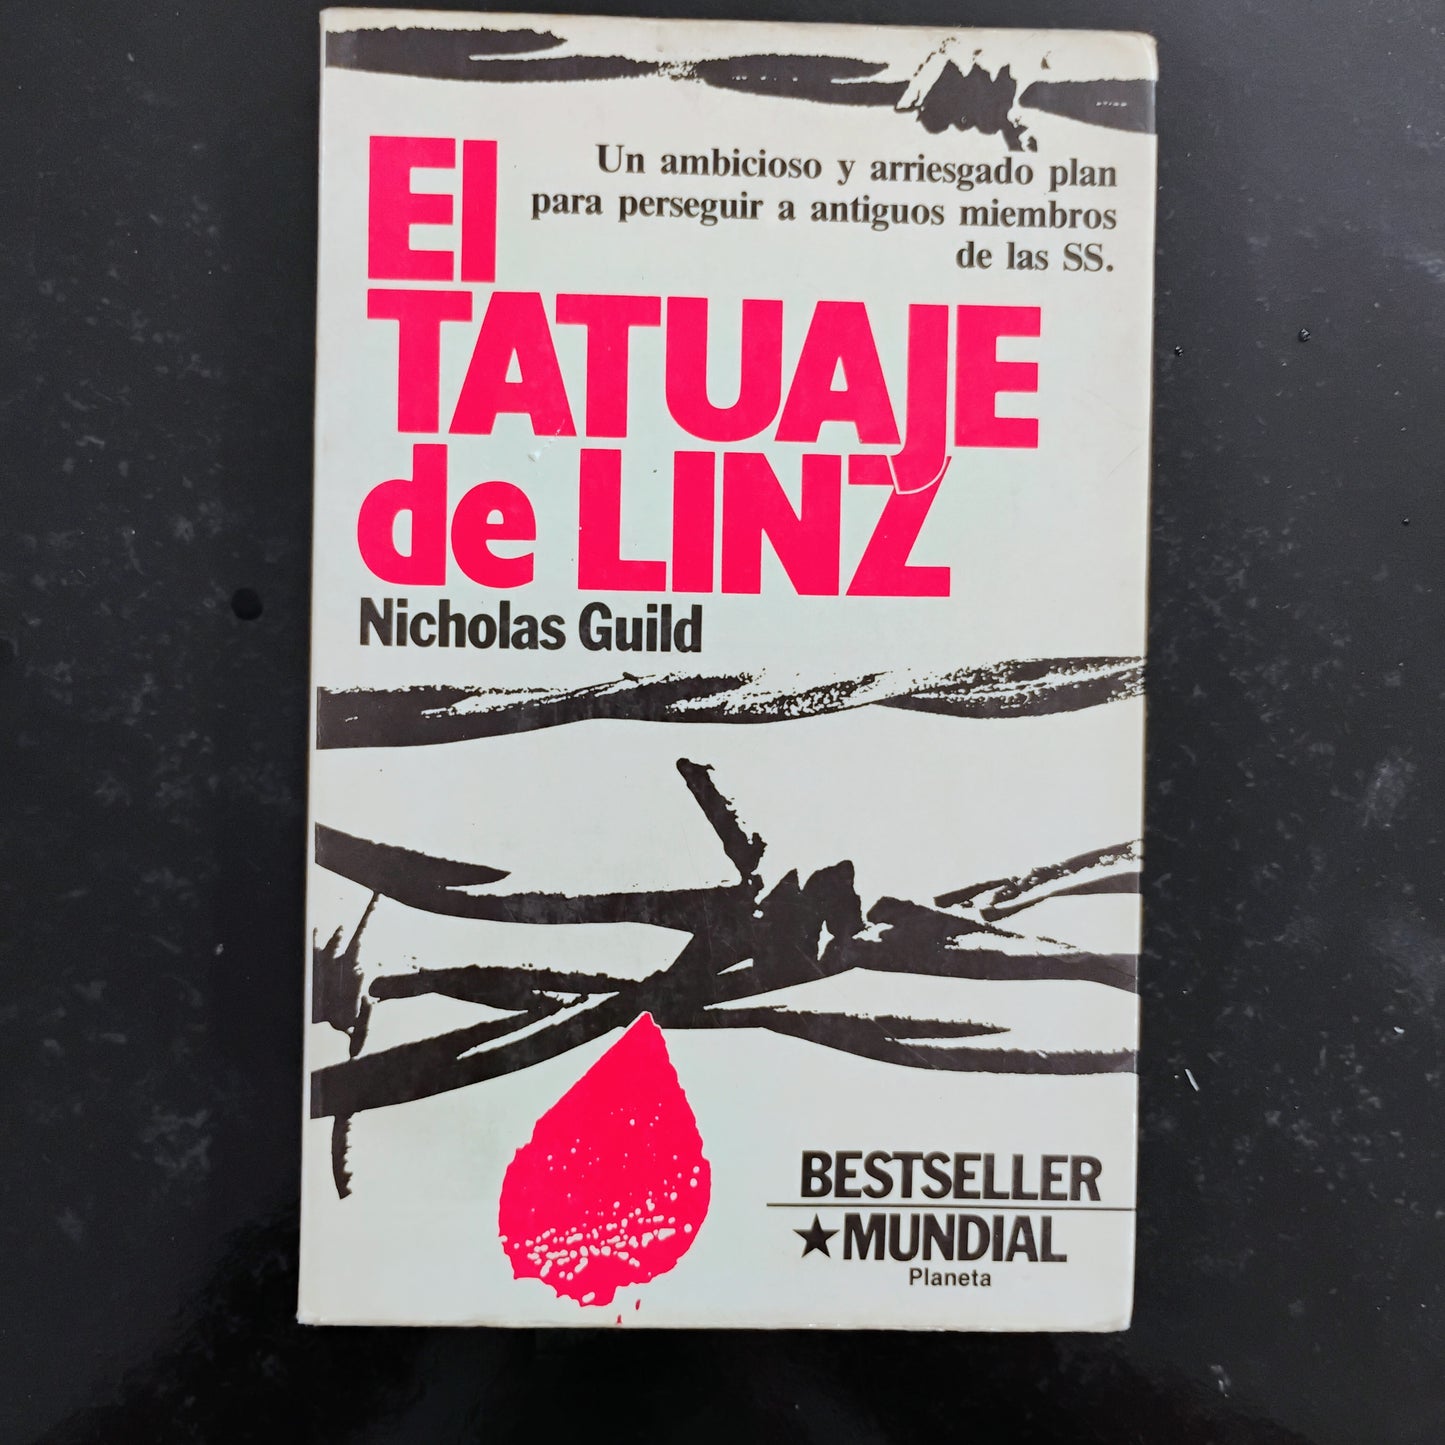 Un ambicioso y arriesgado plan
para perseguir a antiguos miembros
de las SS.
El
TATUAJE
de LINZ
Nicholas Guild
BESTSELLER
★MUNDIAL
Planeta